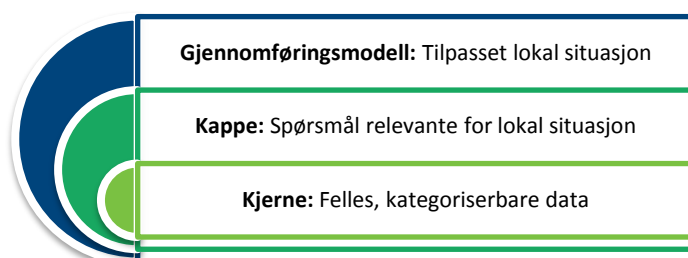 Gjennomføringsmodell: Tilpasset lokal situasjon
Kappe: Spørsmål relevante for lokal situasjon
Kjerne: Felles, kategoriserbare data